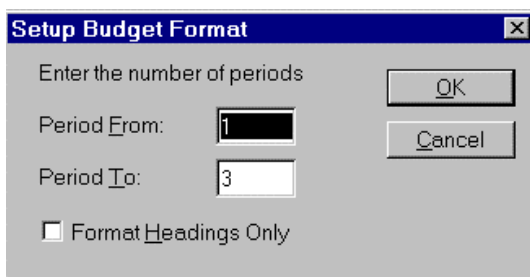 Setup Budget Format
Enter the number of periods
OK
Period From: 1
Cancel
Period To: 3
Format Headings Only